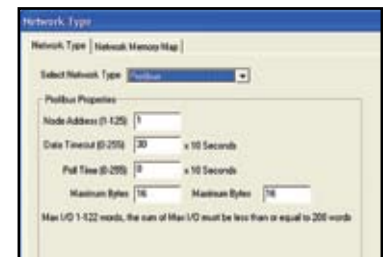 Network Type
Network Type | Network Memory Map
Select Network Type Profibus
Profibus Properties
Node Address (1-125) 1
Data Timeout (0-255) 30 x 10 Seconds
Poll Time (0-255) 0 x 10 Seconds
Maximum Bytes 16 Maximum Bytes 16
Max I/O 1-122 words, the sum of Max I/O must be less than or equal to 200 words